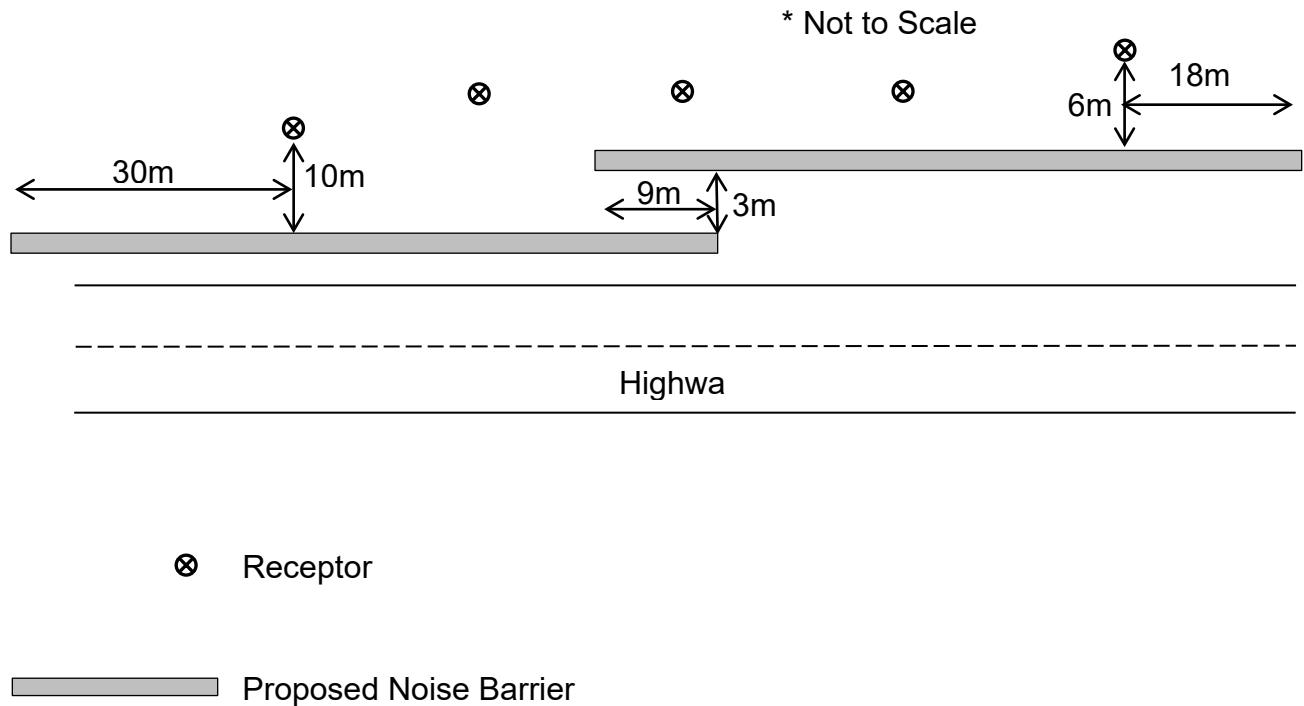 * Not to Scale
18m
6m
30m
10m
9m
3m
Highwa
Receptor
Proposed Noise Barrier